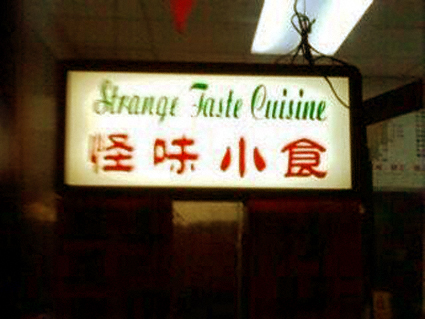 Strange Taste Cuisine
怪味小食